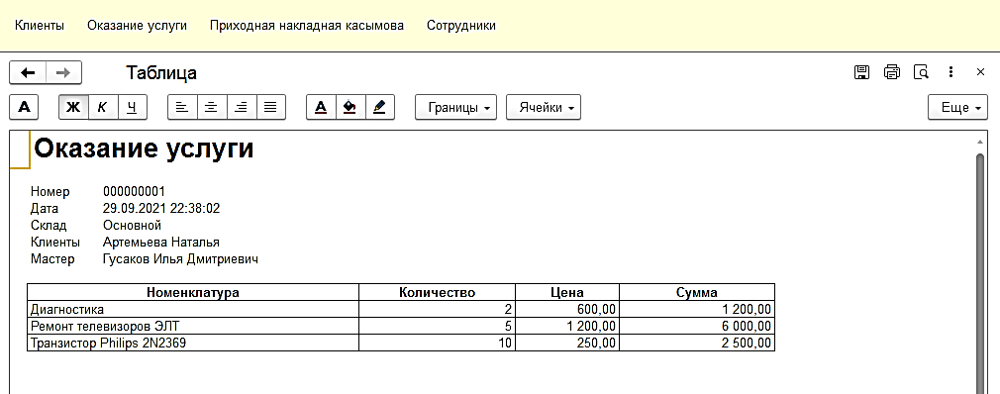 Клиенты Оказание услуги Приходная накладная касымова Сотрудники
Таблица
А Ж К Ч А Границы Ячейки Еще
Оказание услуги
Номер 000000001
Дата 29.09.2021 22:38:02
Склад Основной
Клиенты Артемьева Наталья
Мастер Гусаков Илья Дмитриевич
Номенклатура Количество Цена Сумма
Диагностика 2 600,00 1 200,00
Ремонт телевизоров ЭЛТ 5 1 200,00 6 000,00
Транзистор Philips 2N2369 10 250,00 2 500,00